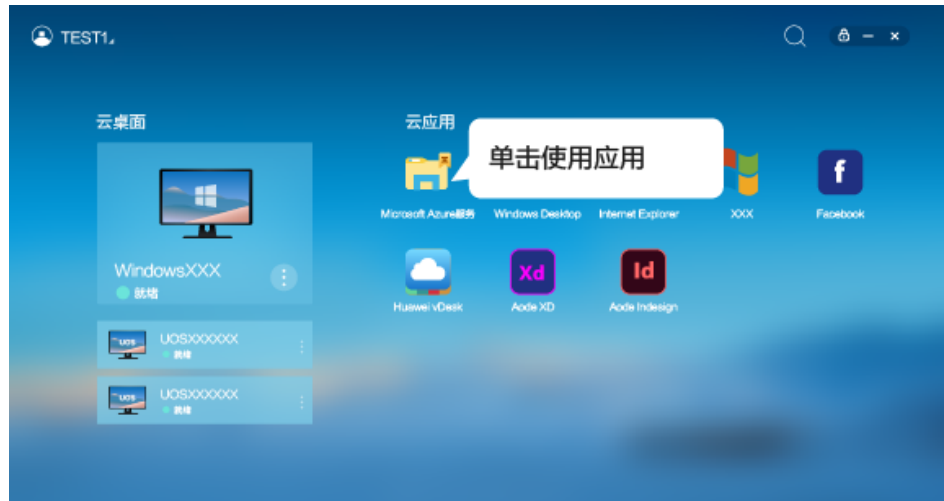 TEST1
云桌面
云应用
单击使用应用
Microsoft Azure服务
Windows Desktop
Internet Explorer
XXX
f
Facebook
WindowsXXX
就绪
Huawei vDesk
Xd
Aode XD
Id
Aode Indesign
UOS
UOSXXXXXX
就绪
UOS
UOSXXXXXX
就绪